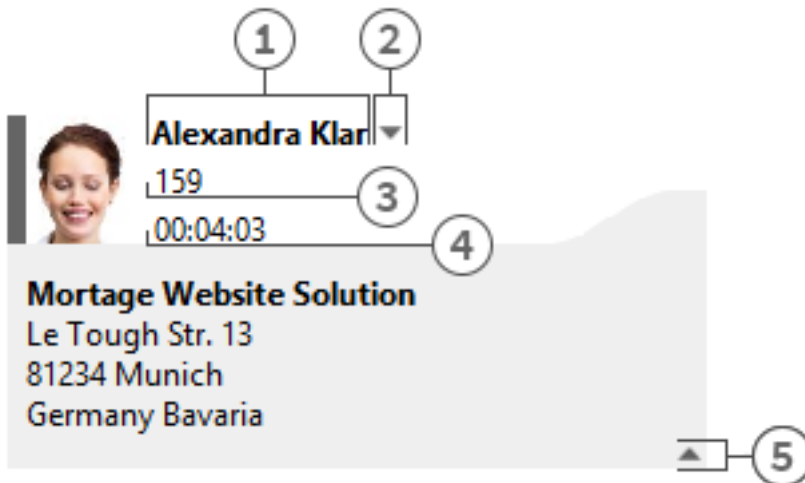 1 2
Alexandra Klar
159
3
00:04:03
4
Mortage Website Solution
Le Tough Str. 13
81234 Munich
Germany Bavaria
5